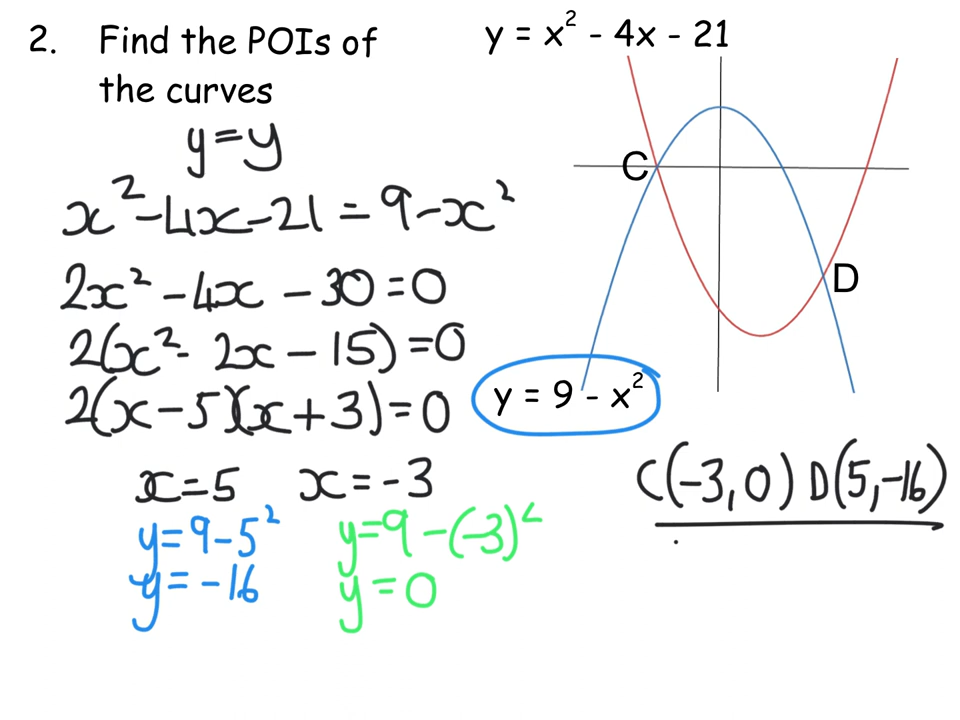 2. Find the POIs of
the curves
y = x² - 4x - 21
y=y
x²-4x-21=9-x²
2x²-4x-30=0
2(x²-2x-15)=0
2(x-5)(x+3)=0
x=5 x=-3
y=9-5² y=9-(-3)²
y=-16 y=0
C
D
y = 9 - x²
C(-3,0) D(5,-16)